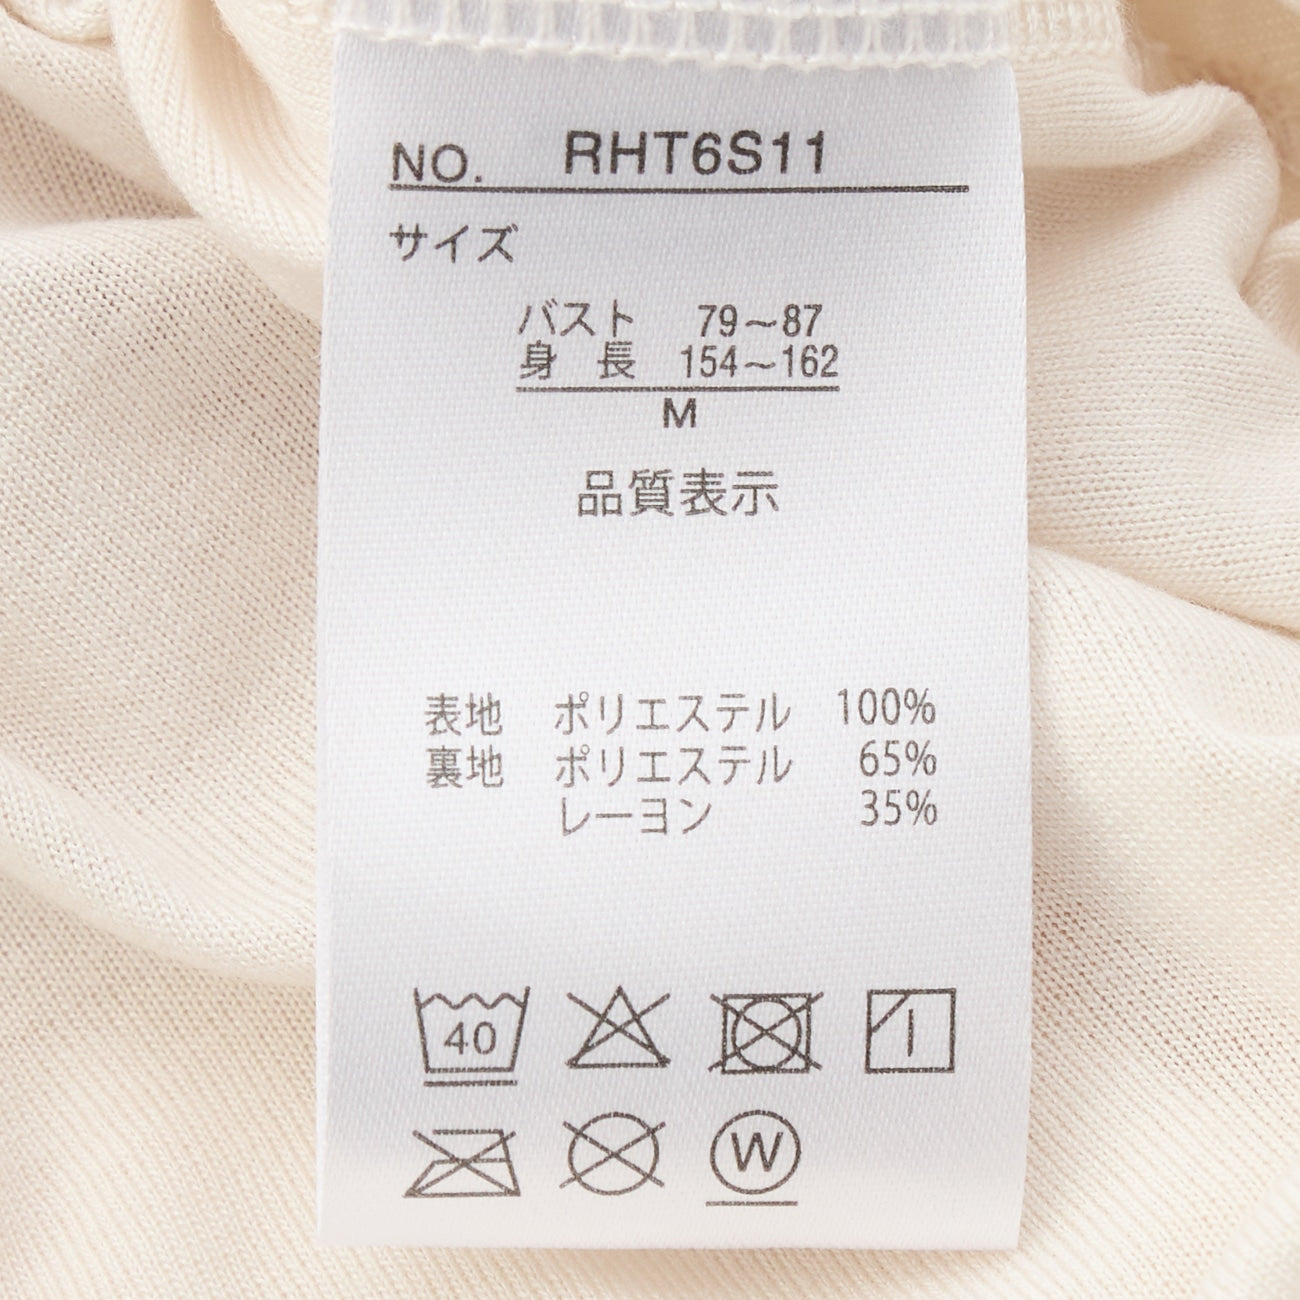 NO. RHT6S11
サイズ
バスト 79～87
身長 154～162
M
品質表示
表地 ポリエステル 100%
裏地 ポリエステル 65%
レーヨン 35%
40
W